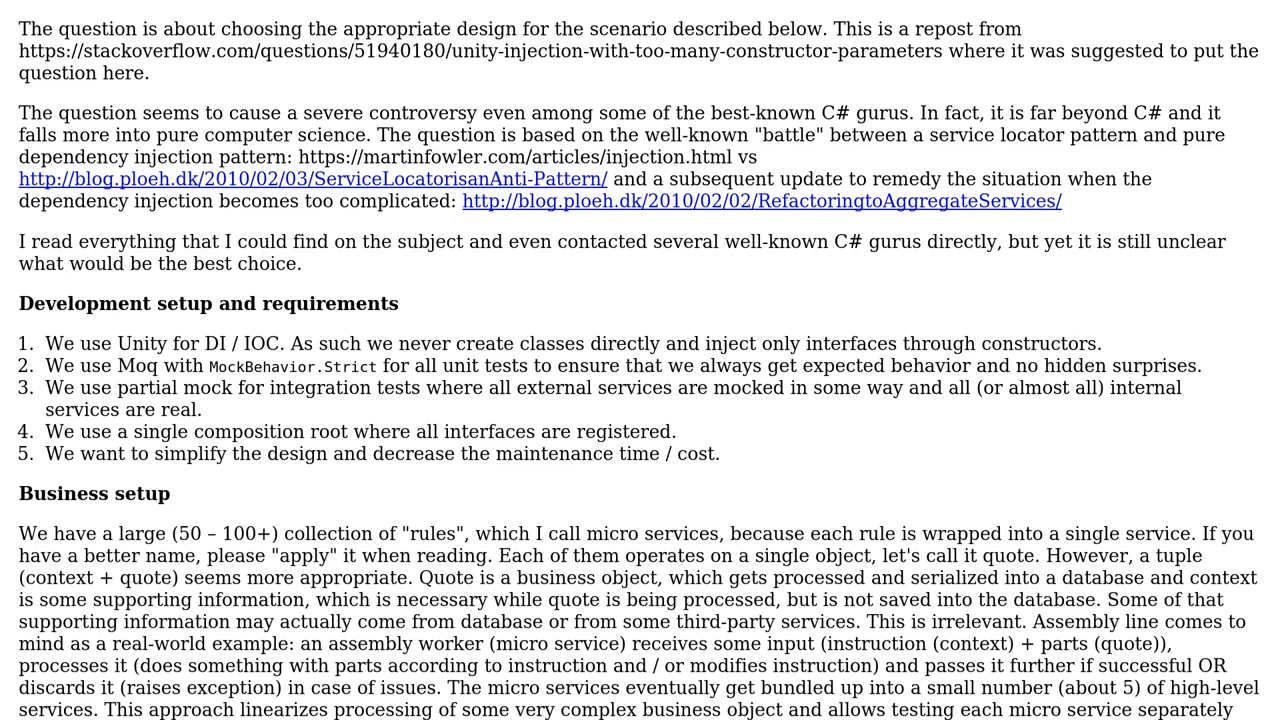 The question is about choosing the appropriate design for the scenario described below. This is a repost from
https://stackoverflow.com/questions/51940180/unity-injection-with-too-many-constructor-parameters where it was suggested to put the
question here.
The question seems to cause a severe controversy even among some of the best-known C# gurus. In fact, it is far beyond C# and it
falls more into pure computer science. The question is based on the well-known "battle" between a service locator pattern and pure
dependency injection pattern: https://martinfowler.com/articles/injection.html vs
http://blog.ploeh.dk/2010/02/03/ServiceLocatorisanAnti-Pattern/ and a subsequent update to remedy the situation when the
dependency injection becomes too complicated: http://blog.ploeh.dk/2010/02/02/RefactoringtoAggregateServices/
I read everything that I could find on the subject and even contacted several well-known C# gurus directly, but yet it is still unclear
what would be the best choice.
Development setup and requirements
1. We use Unity for DI / IOC. As such we never create classes directly and inject only interfaces through constructors.
2. We use Moq with MockBehavior.Strict for all unit tests to ensure that we always get expected behavior and no hidden surprises.
3. We use partial mock for integration tests where all external services are mocked in some way and all (or almost all) internal
services are real.
4. We use a single composition root where all interfaces are registered.
5. We want to simplify the design and decrease the maintenance time / cost.
Business setup
We have a large (50 – 100+) collection of "rules", which I call micro services, because each rule is wrapped into a single service. If you
have a better name, please "apply" it when reading. Each of them operates on a single object, let's call it quote. However, a tuple
(context + quote) seems more appropriate. Quote is a business object, which gets processed and serialized into a database and context
is some supporting information, which is necessary while quote is being processed, but is not saved into the database. Some of that
supporting information may actually come from database or from some third-party services. This is irrelevant. Assembly line comes to
mind as a real-world example: an assembly worker (micro service) receives some input (instruction (context) + parts (quote)),
processes it (does something with parts according to instruction and / or modifies instruction) and passes it further if successful OR
discards it (raises exception) in case of issues. The micro services eventually get bundled up into a small number (about 5) of high-level
services. This approach linearizes processing of some very complex business object and allows testing each micro service separately